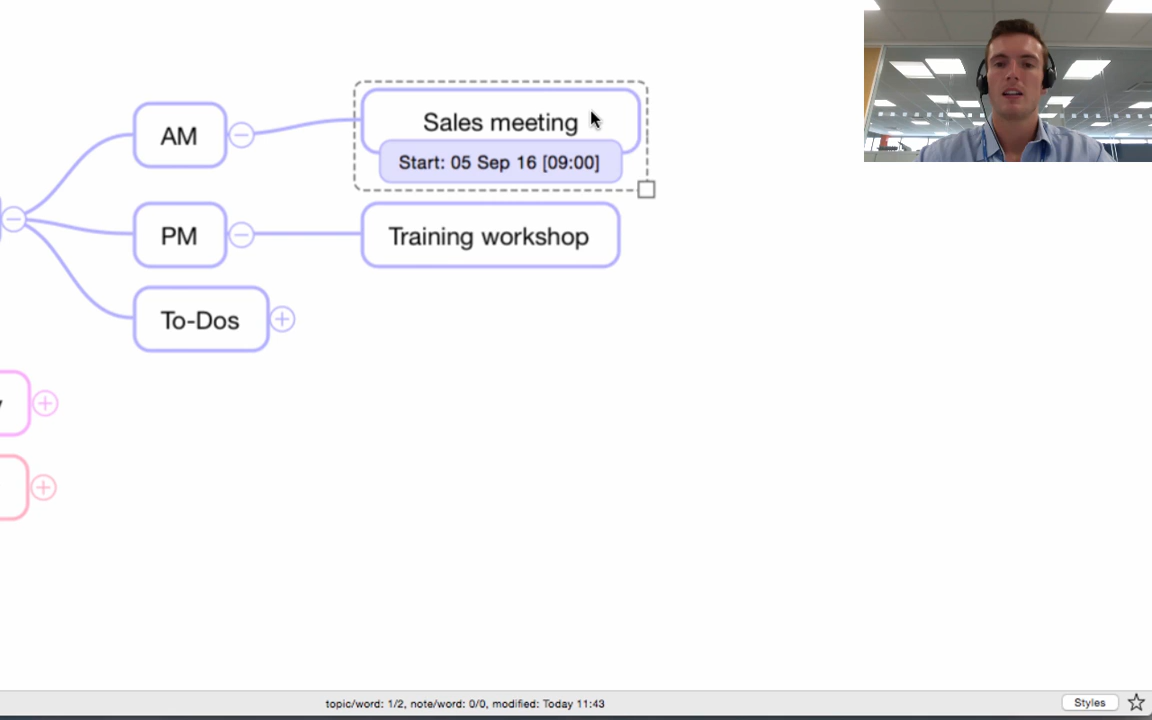 AM
Sales meeting
Start: 05 Sep 16 [09:00]
PM
Training workshop
To-Dos
topic/word: 1/2, note/word: 0/0, modified: Today 11:43
Styles